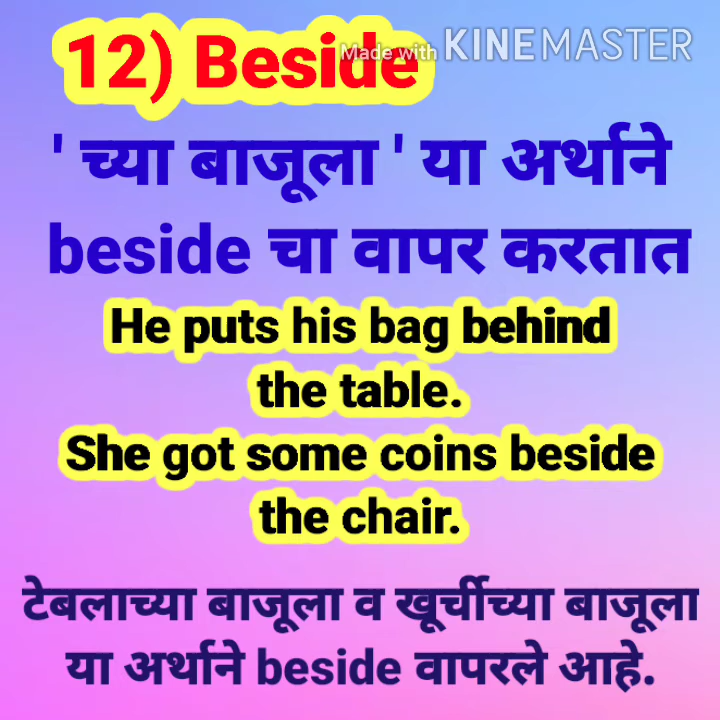 12) Beside
Made with KINEMASTER
' च्या बाजूला ' या अर्थाने
beside चा वापर करतात
He puts his bag behind
the table.
She got some coins beside
the chair.
टेबलाच्या बाजूला व खूर्चीच्या बाजूला
या अर्थाने beside वापरले आहे.